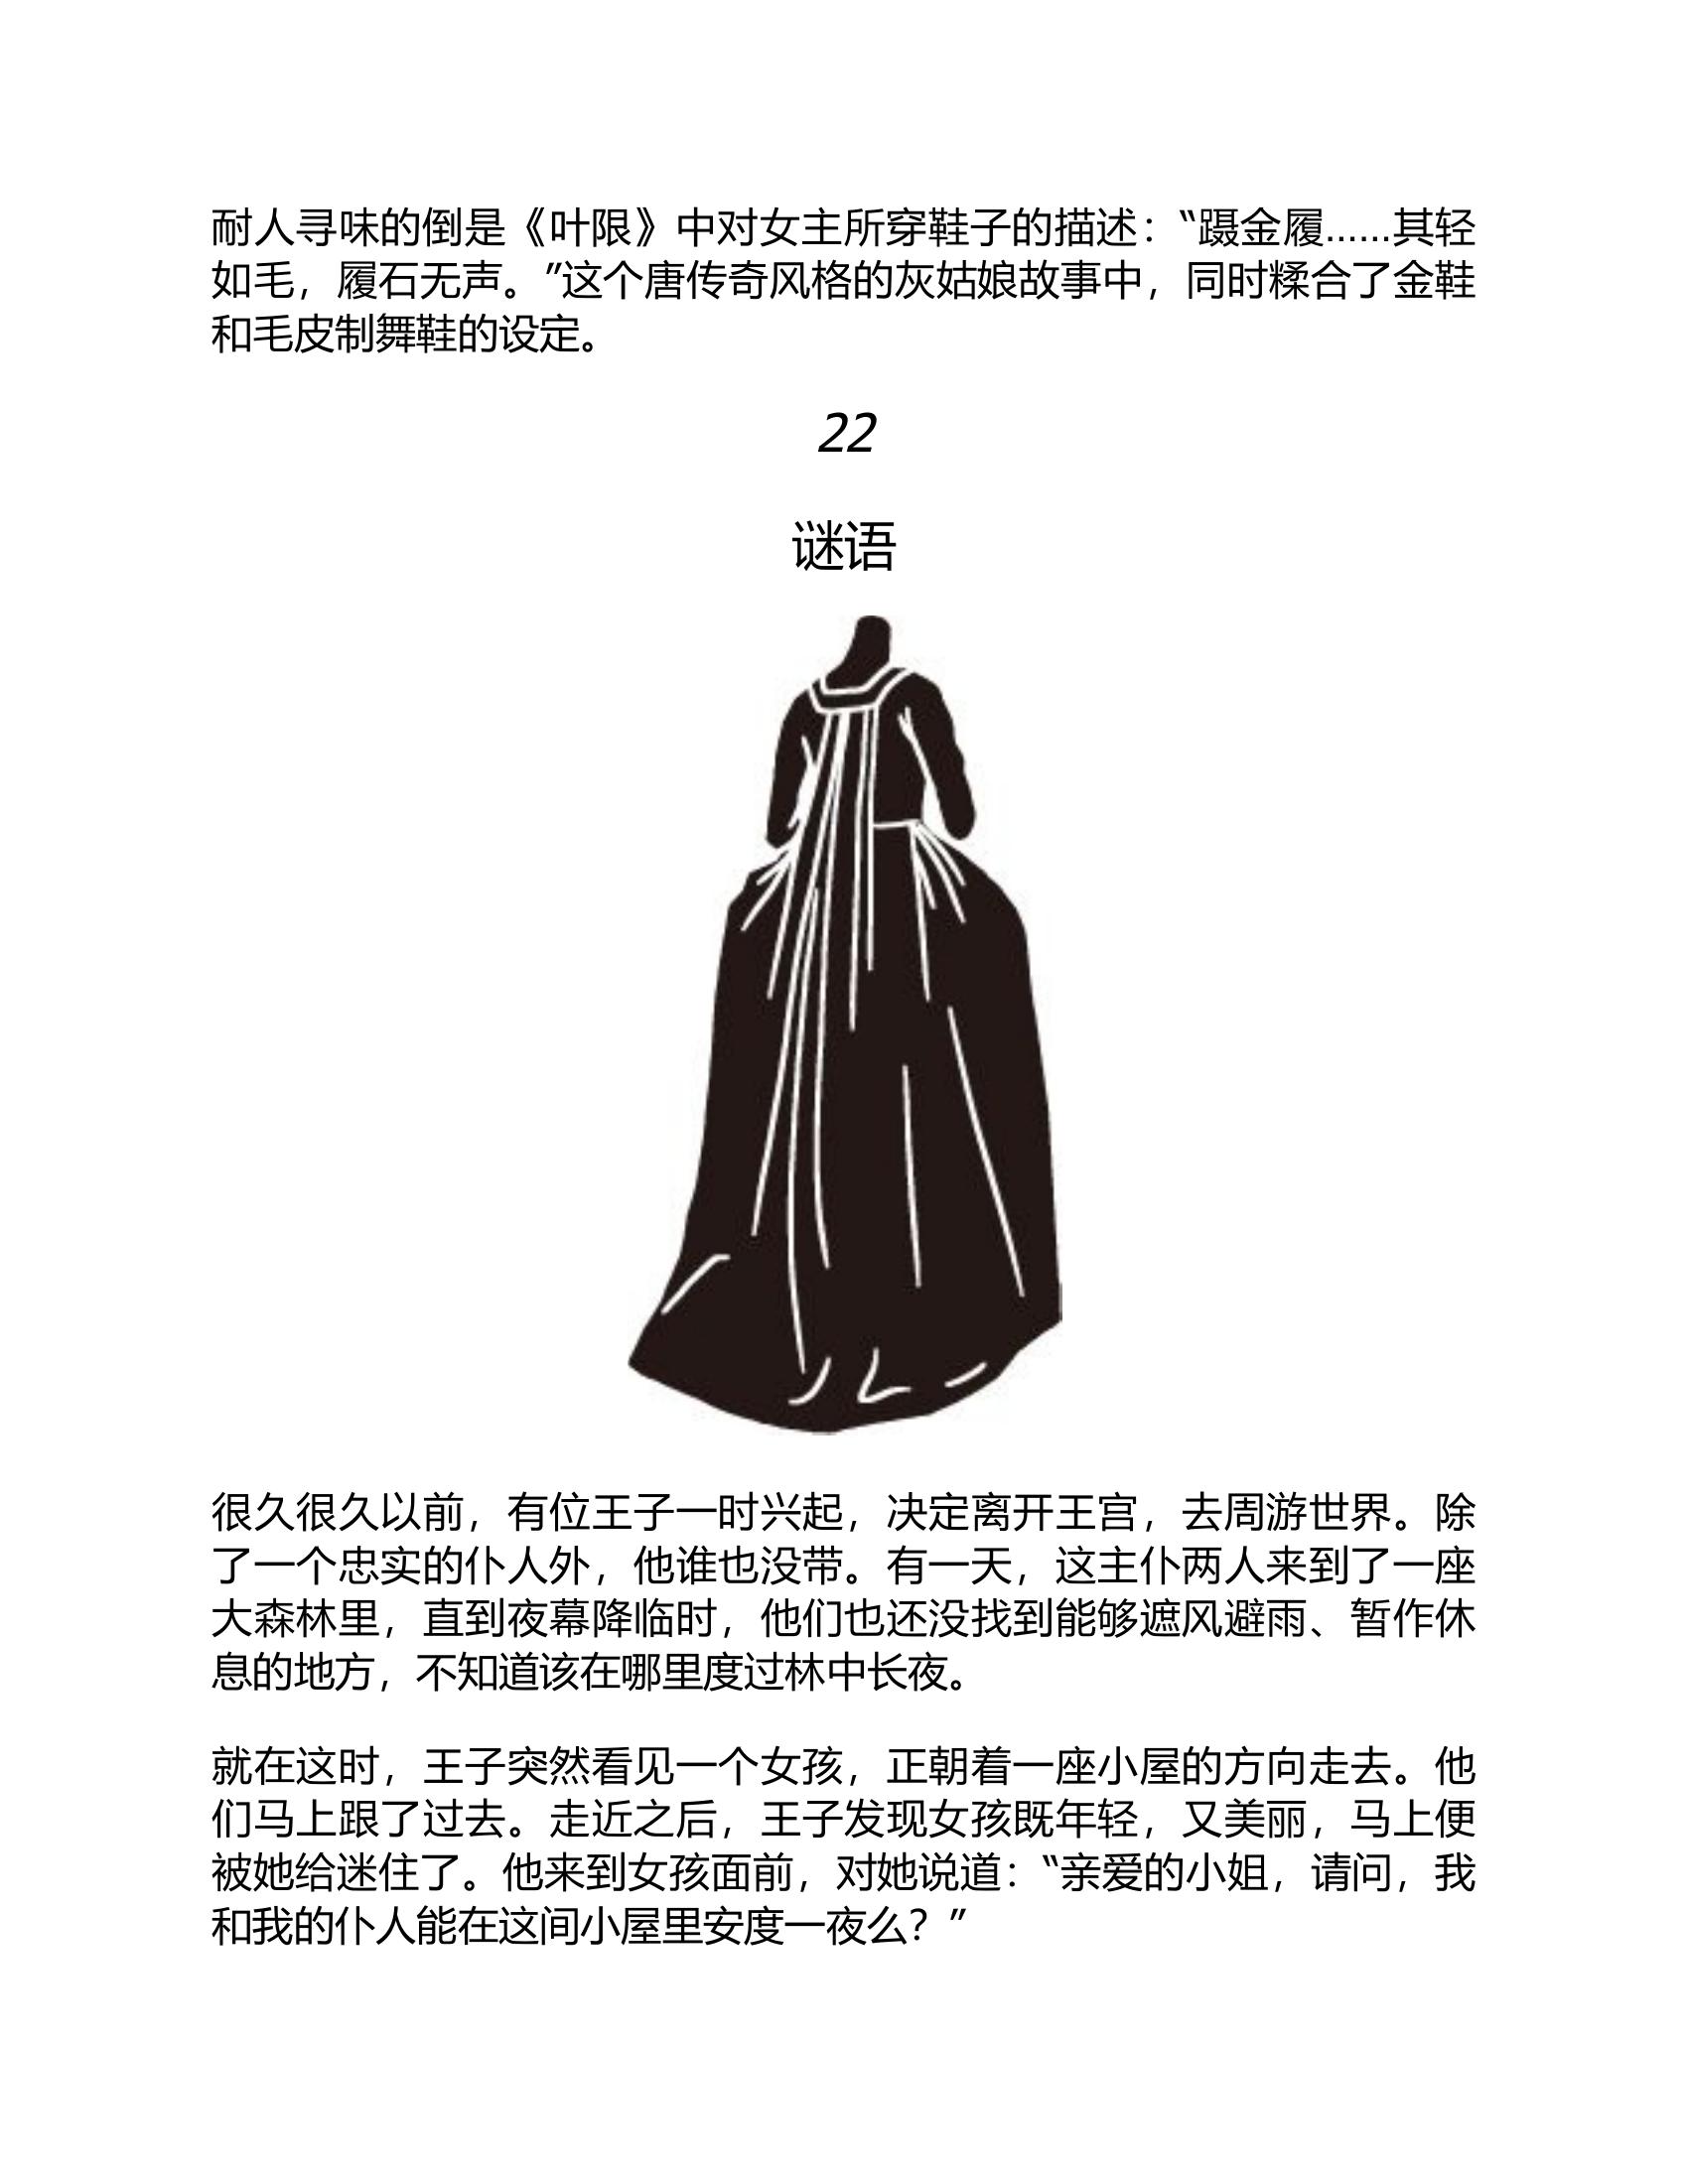 耐人寻味的倒是《叶限》中对女主所穿鞋子的描述：“蹑金履……其轻
如毛，履石无声。”这个唐传奇风格的灰姑娘故事中，同时糅合了金鞋
和毛皮制舞鞋的设定。
22
谜语
很久很久以前，有位王子一时兴起，决定离开王宫，去周游世界。除
了一个忠实的仆人外，他谁也没带。有一天，这主仆两人来到了一座
大森林里，直到夜幕降临时，他们也还没找到能够遮风避雨、暂作休
息的地方，不知道该在哪里度过林中长夜。
就在这时，王子突然看见一个女孩，正朝着一座小屋的方向走去。他
们马上跟了过去。走近之后，王子发现女孩既年轻，又美丽，马上便
被她给迷住了。他来到女孩面前，对她说道：“亲爱的小姐，请问，我
和我的仆人能在这间小屋里安度一夜么？”